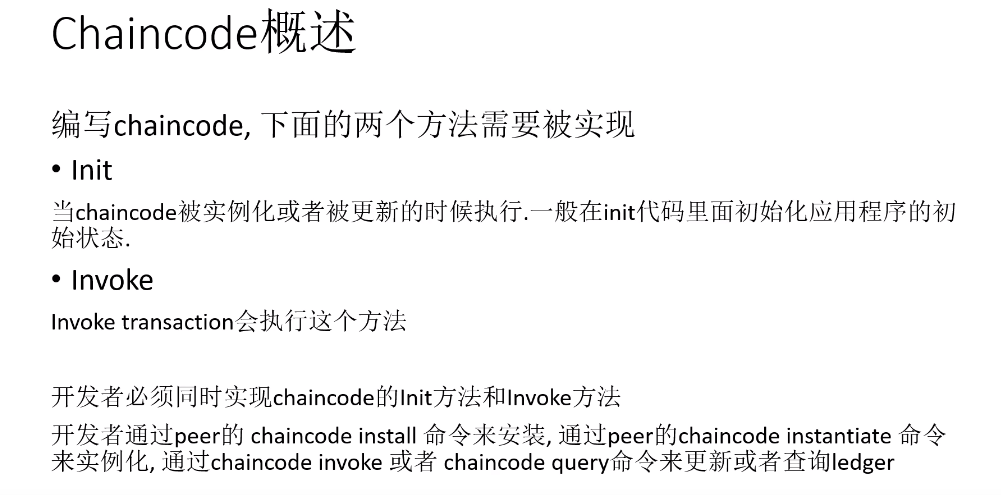 Chaincode概述
编写chaincode, 下面的两个方法需要被实现
• Init
当chaincode被实例化或者被更新的时候执行.一般在init代码里面初始化应用程序的初
始状态.
• Invoke
Invoke transaction会执行这个方法
开发者必须同时实现chaincode的Init方法和Invoke方法
开发者通过peer的 chaincode install 命令来安装, 通过peer的chaincode instantiate 命令
来实例化, 通过chaincode invoke 或者 chaincode query命令来更新或者查询ledger